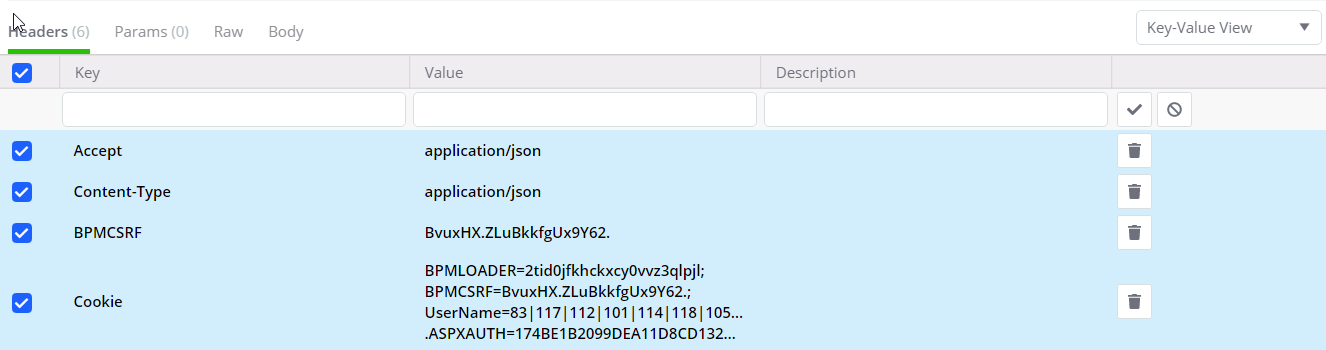 Headers (6) Params (0) Raw Body Key-Value View
Key Value Description
Accept application/json
Content-Type application/json
BPMCSRF BvuxHX.ZLuBkkfgUx9Y62.
BPMLOADER=2tid0jfkhckxcy0vvz3qlpjl;
BPMCSRF=BvuxHX.ZLuBkkfgUx9Y62.;
Cookie
UserName=83|117|112|101|114|118|105...
.ASPXAUTH=174BE1B2099DEA11D8CD132...